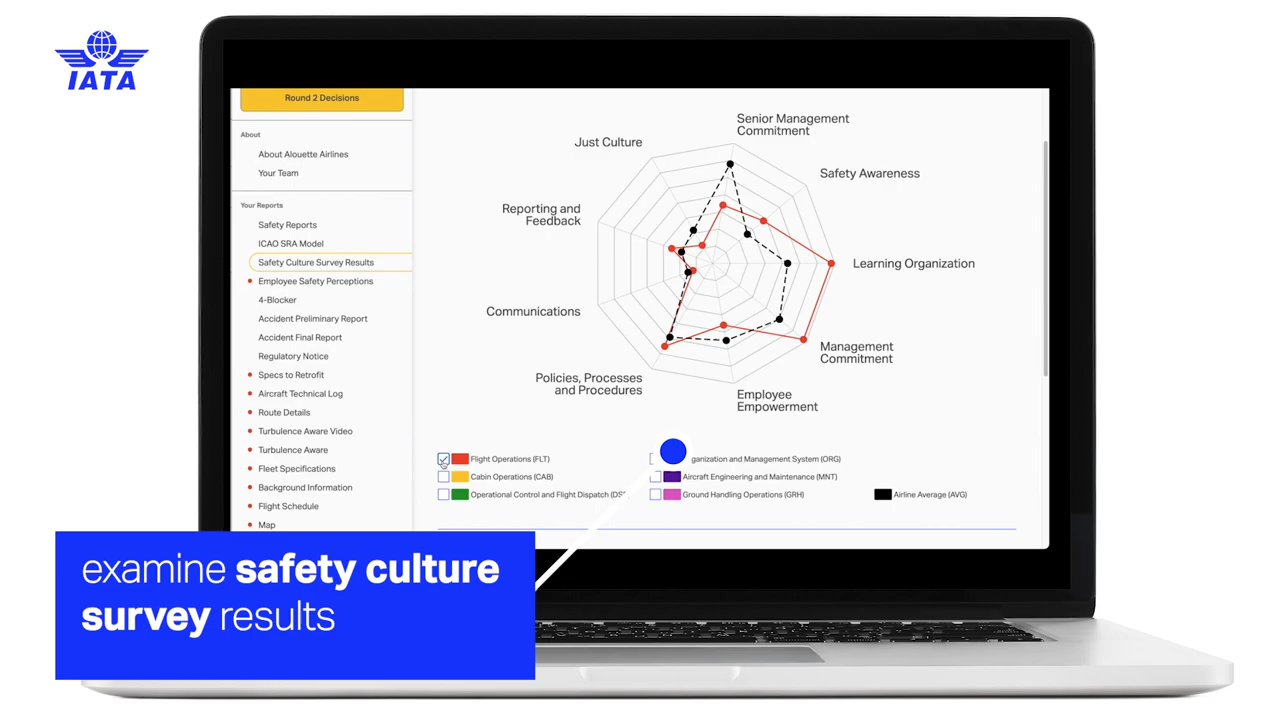 IATA
Round 2 Decisions
About
About Alouette Airlines
Your Team
Your Reports
Safety Reports
ICAO SRA Model
Safety Culture Survey Results
Employee Safety Perceptions
4-Blocker
Accident Preliminary Report
Accident Final Report
Regulatory Notice
Specs to Retrofit
Aircraft Technical Log
Route Details
Turbulence Aware Video
Turbulence Aware
Fleet Specifications
Background Information
Flight Schedule
Map
Senior Management
Commitment
Just Culture
Safety Awareness
Reporting and
Feedback
Learning Organization
Communications
Management
Commitment
Policies, Processes
and Procedures
Employee
Empowerment
Flight Operations (FLT)
Cabin Operations (CAB)
Operational Control and Flight Dispatch
and Management System (ORG)
Aircraft Engineering and Maintenance (MNT)
Ground Handling Operations (GRH)
Airline Average (AVG)
examine safety culture
survey results